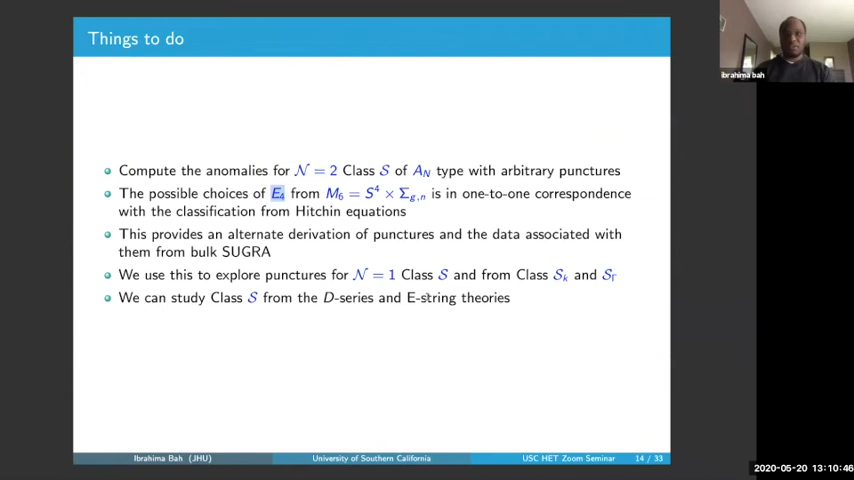 Things to do
ibrahima bah
Compute the anomalies for 𝒩 = 2 Class 𝒮 of A_N type with arbitrary punctures
The possible choices of E₄ from M₆ = S⁴ × Σ_{g,n} is in one-to-one correspondence
with the classification from Hitchin equations
This provides an alternate derivation of punctures and the data associated with
them from bulk SUGRA
We use this to explore punctures for 𝒩 = 1 Class 𝒮 and from Class 𝒮_k and 𝒮_Γ
We can study Class 𝒮 from the D-series and E-string theories
Ibrahima Bah (JHU) University of Southern California USC HET Zoom Seminar 14 / 33
2020-05-20 13:10:46